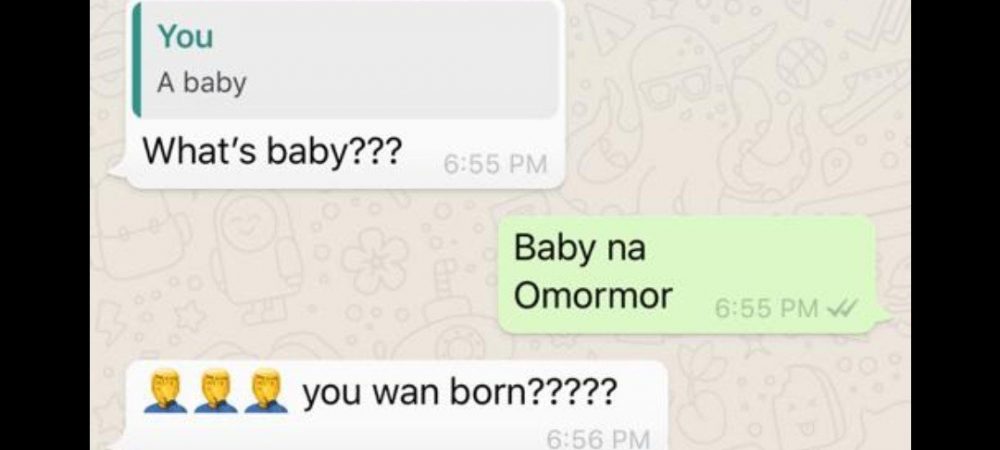 You
A baby
What's baby???
6:55 PM
Baby na
Omormor
6:55 PM
🤦‍♂️🤦‍♂️🤦‍♂️ you wan born?????
6:56 PM